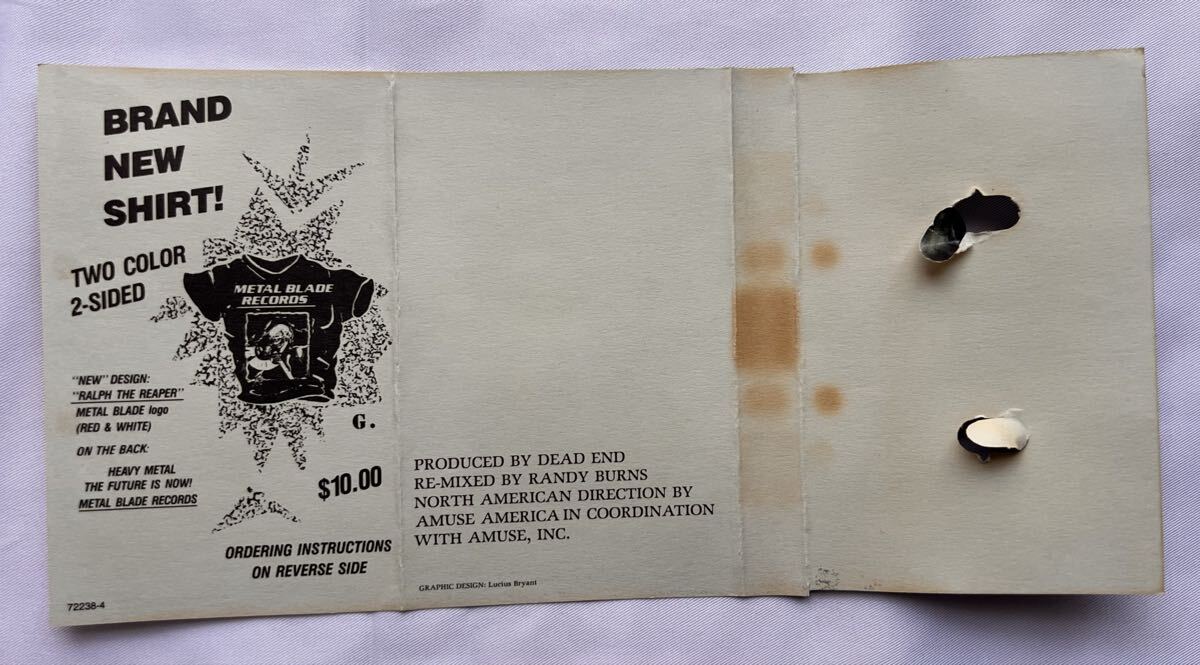 BRAND
NEW
SHIRT!
TWO COLOR
2-SIDED
METAL BLADE
RECORDS
"NEW" DESIGN:
"RALPH THE REAPER"
METAL BLADE logo
(RED & WHITE)
ON THE BACK:
HEAVY METAL
THE FUTURE IS NOW!
METAL BLADE RECORDS
G.
$10.00
ORDERING INSTRUCTIONS
ON REVERSE SIDE
72238-4
PRODUCED BY DEAD END
RE-MIXED BY RANDY BURNS
NORTH AMERICAN DIRECTION BY
AMUSE AMERICA IN COORDINATION
WITH AMUSE, INC.
GRAPHIC DESIGN: Lucius Bryant